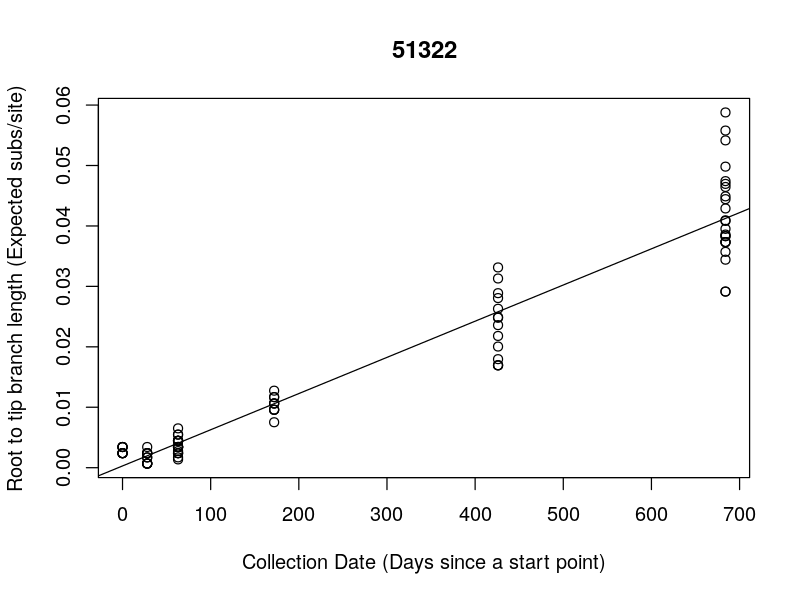 51322
Root to tip branch length (Expected subs/site)
0.06
0.05
0.04
0.03
0.02
0.01
0.00
0 100 200 300 400 500 600 700
Collection Date (Days since a start point)